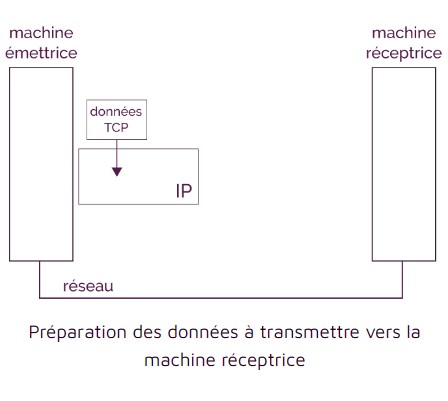 machine
émettrice
machine
réceptrice
données
TCP
IP
réseau
Préparation des données à transmettre vers la
machine réceptrice